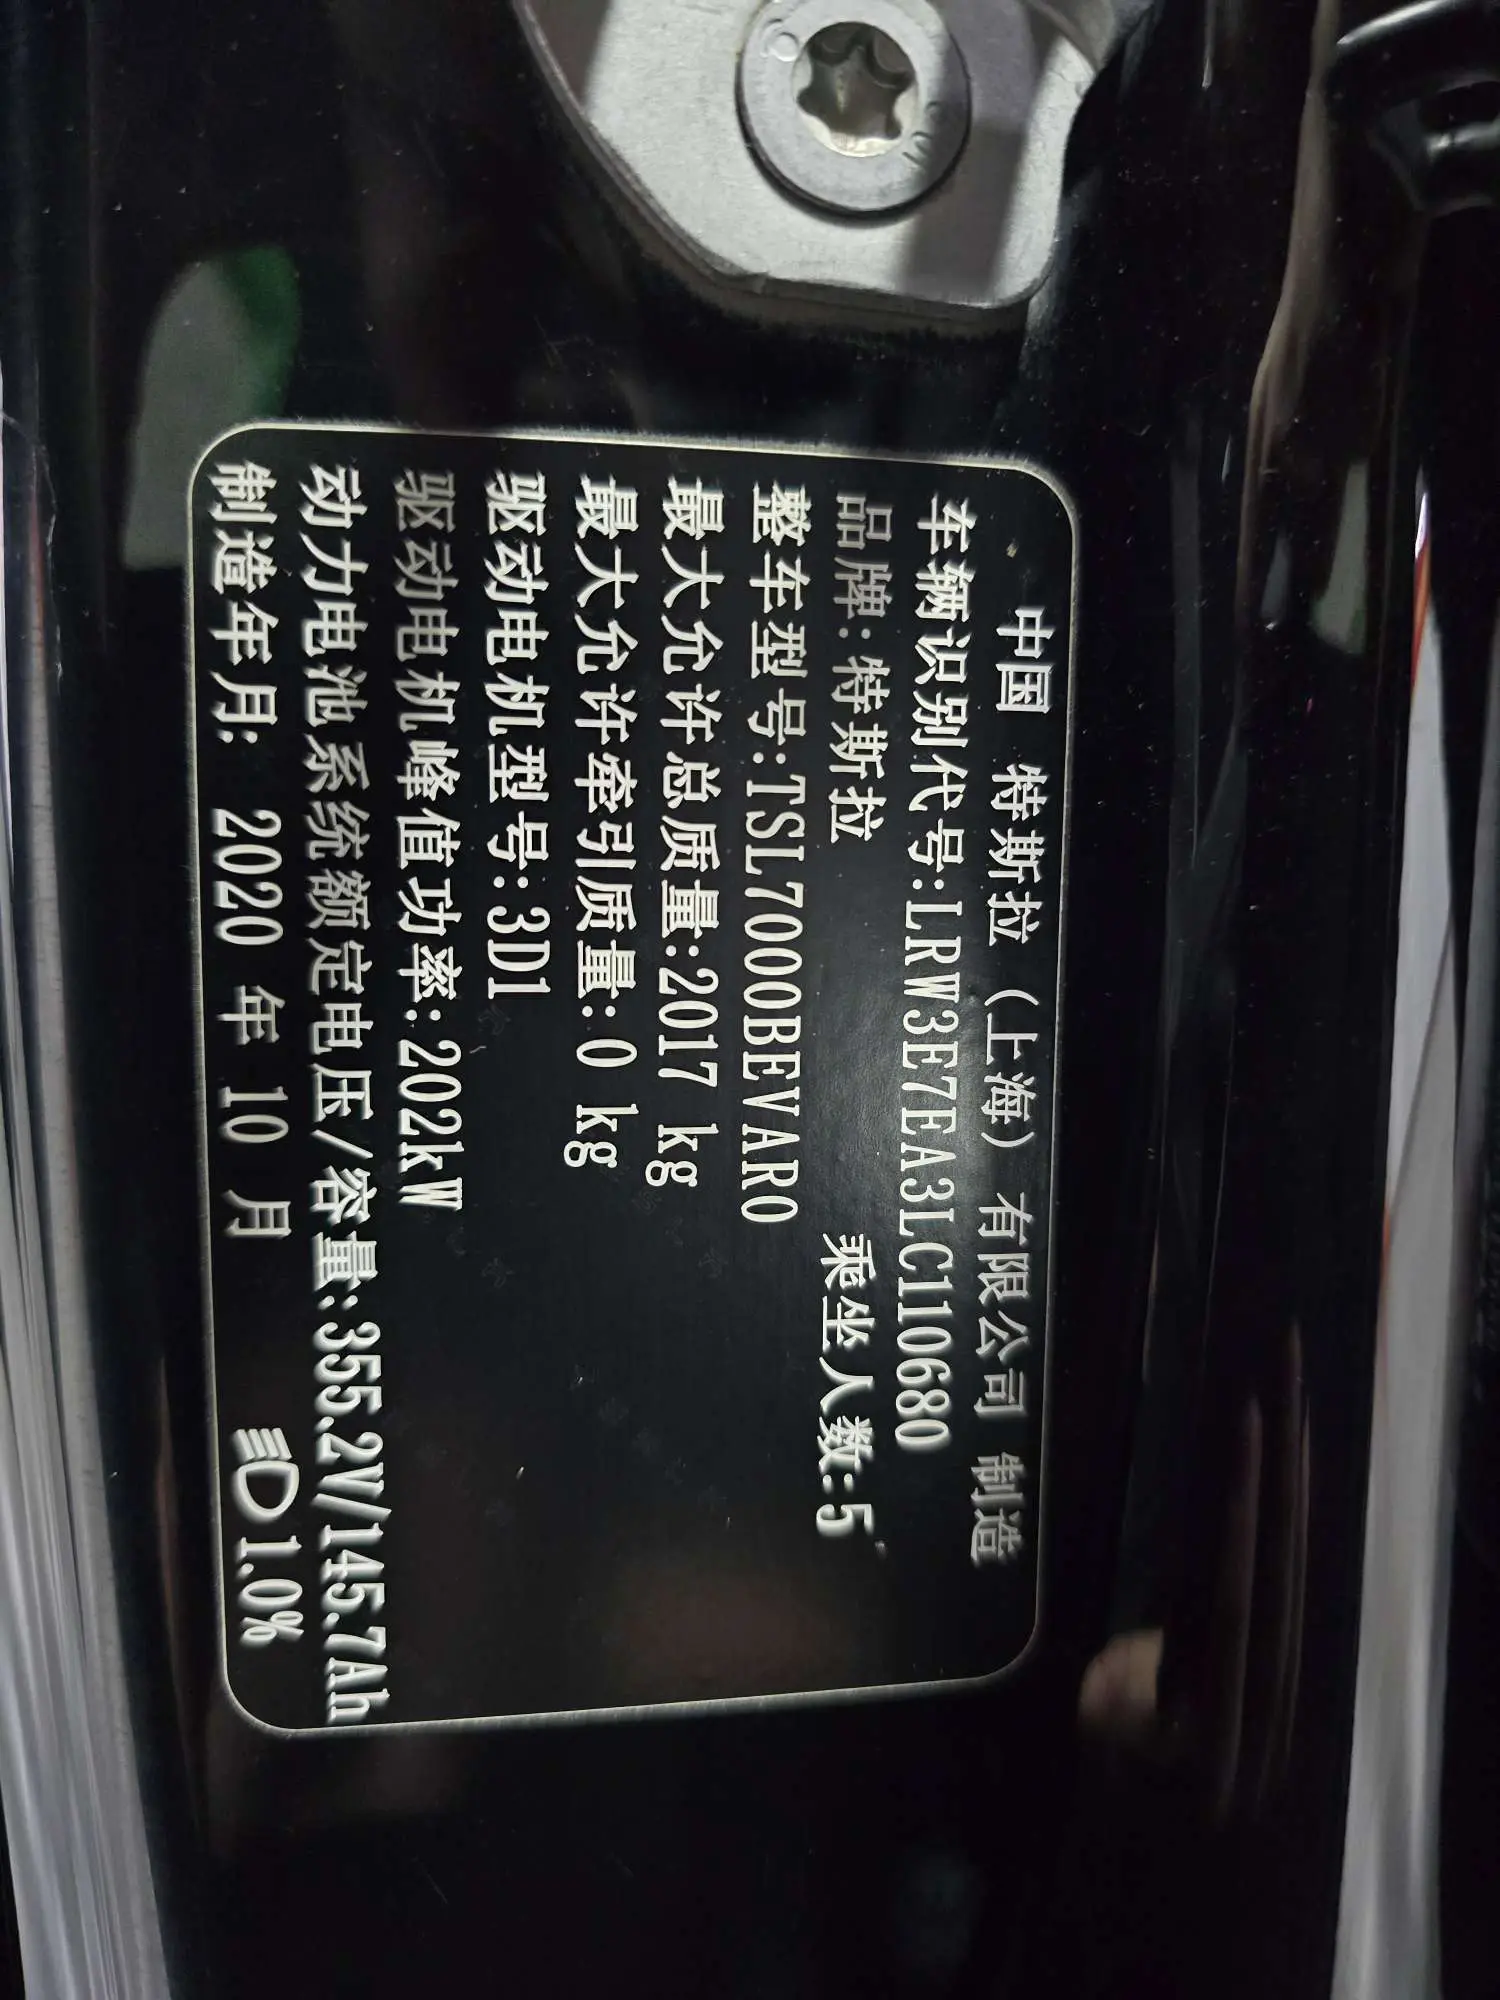 中国 特斯拉（上海）有限公司 制造
车辆识别代号:LRW3E7EA3LC110680
品牌:特斯拉 乘坐人数:5
整车型号:TSL7000BEVAR0
最大允许总质量:2017 kg
最大允许牵引质量:0 kg
驱动电机型号:3D1
驱动电机峰值功率:202kW
动力电池系统额定电压/容量:355.2V/145.7Ah
制造年月: 2020 年 10 月 1.0%